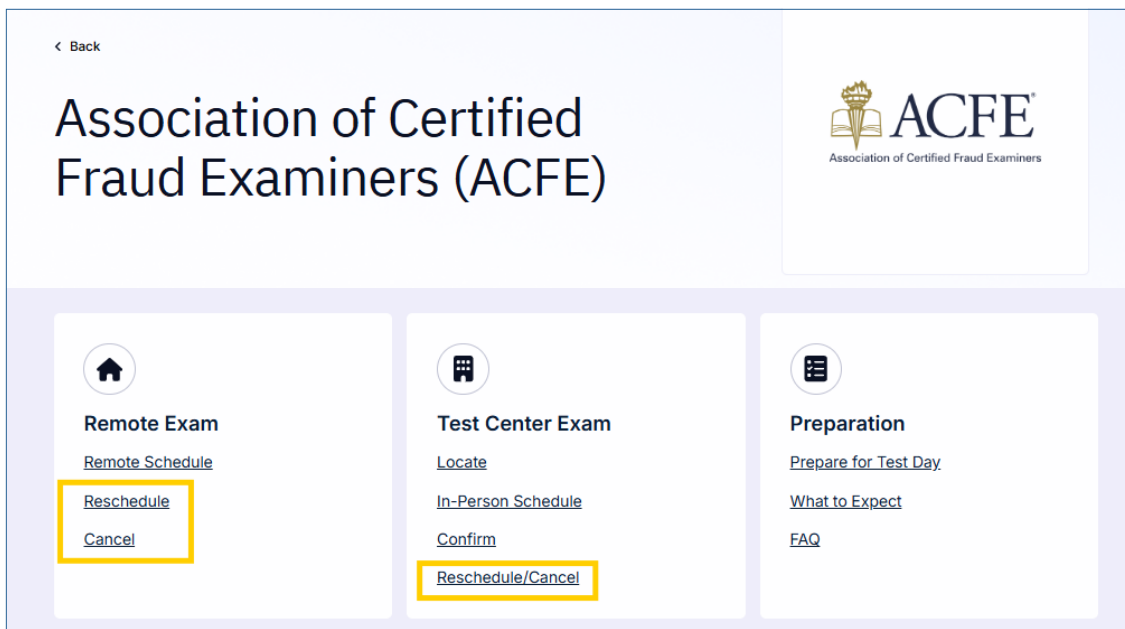 Back
Association of Certified
Fraud Examiners (ACFE)
ACFE
Association of Certified Fraud Examiners
Remote Exam
Remote Schedule
Reschedule
Cancel
Test Center Exam
Locate
In-Person Schedule
Confirm
Reschedule/Cancel
Preparation
Prepare for Test Day
What to Expect
FAQ